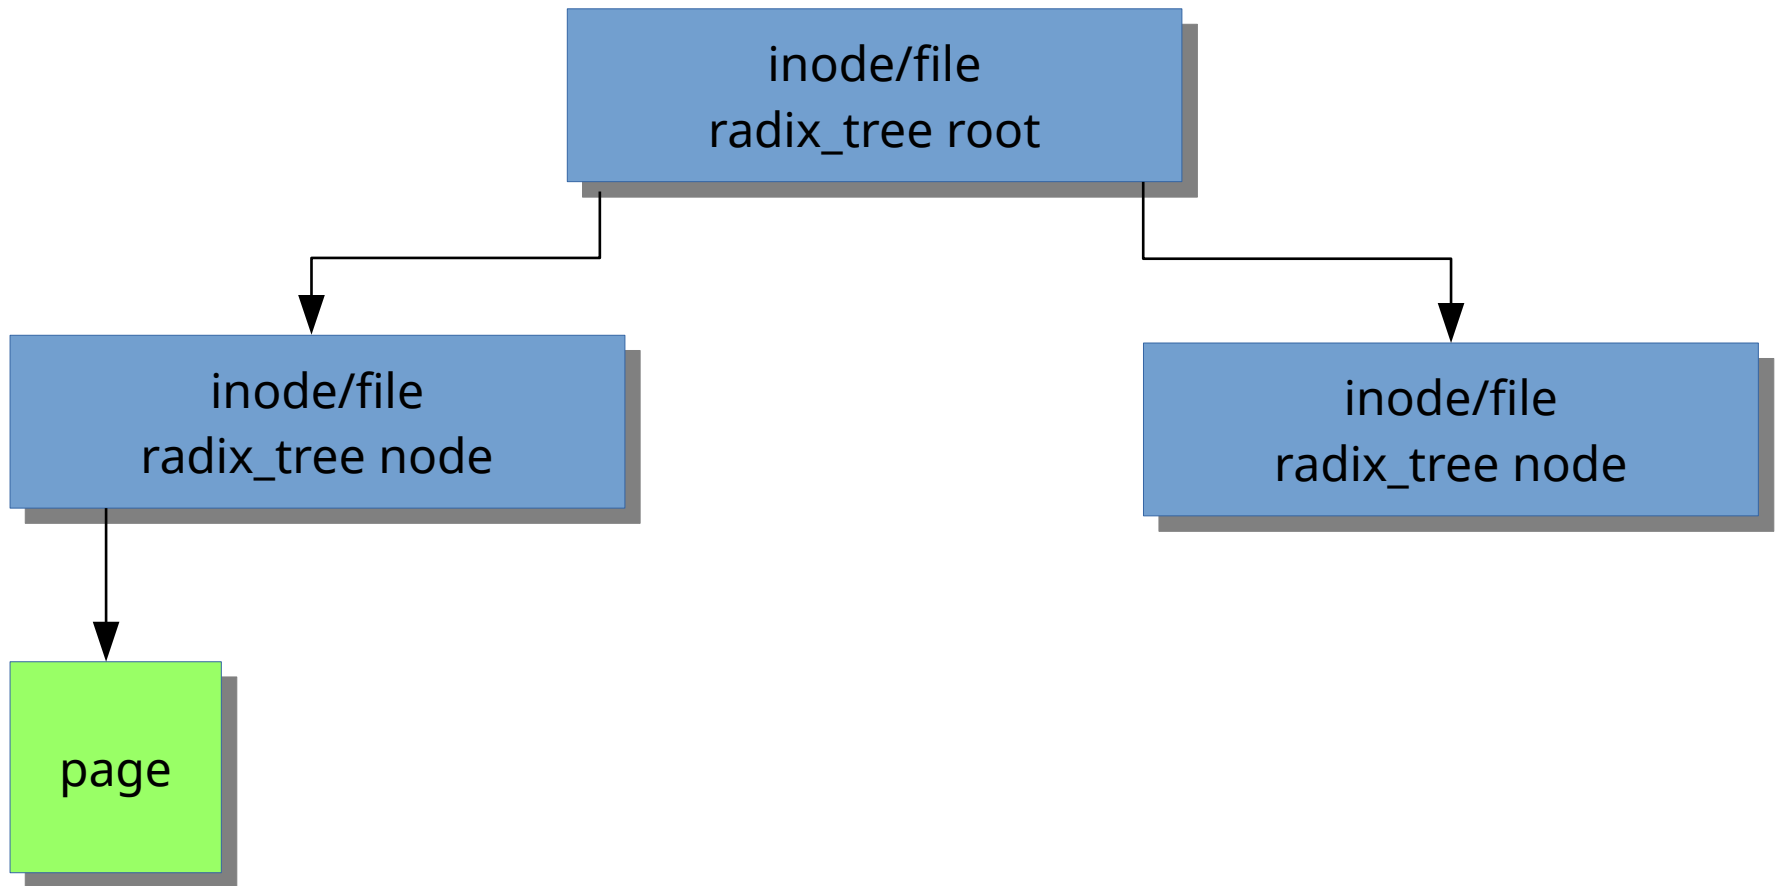 inode/file
radix_tree root
inode/file
radix_tree node
inode/file
radix_tree node
page